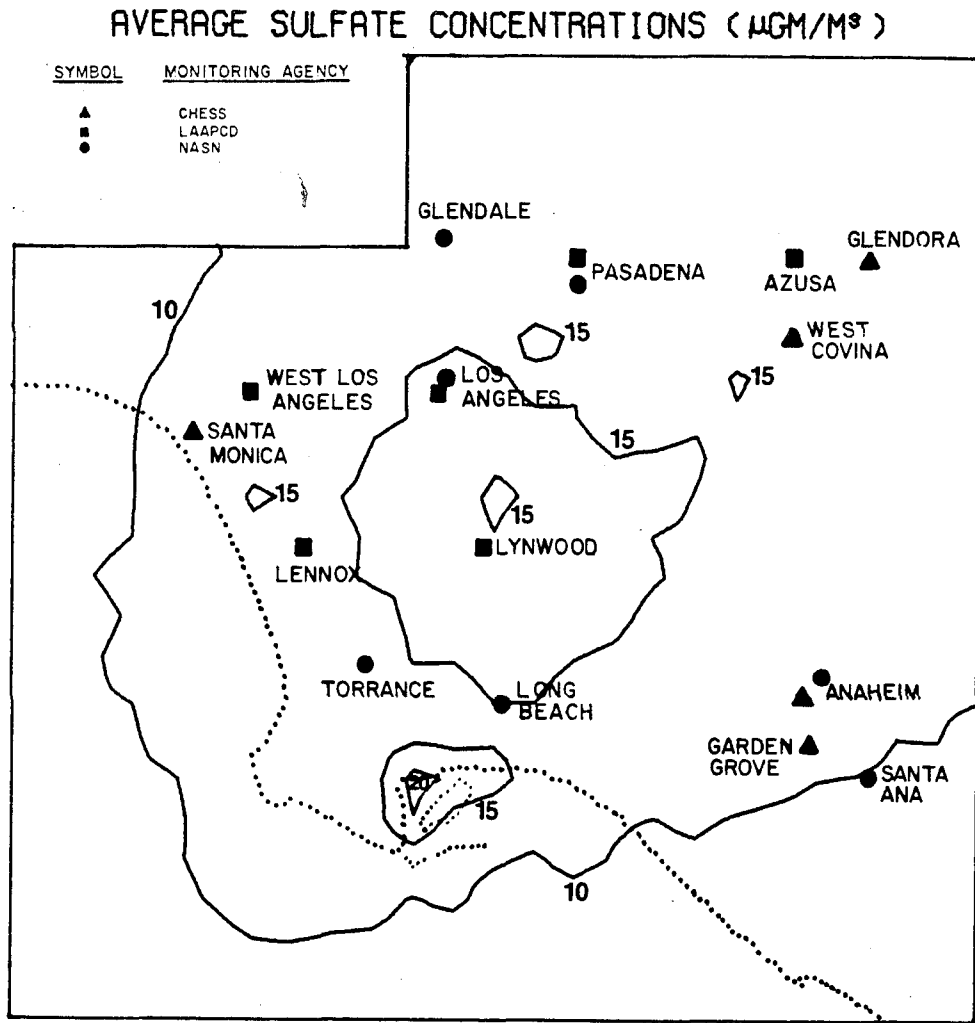 AVERAGE SULFATE CONCENTRATIONS (µGM/M³)
SYMBOL MONITORING AGENCY
CHESS
LAAPCD
NASN
GLENDALE
GLENDORA
PASADENA
AZUSA
10
15
WEST
COVINA
WEST LOS
ANGELES
LOS
ANGELES
15
15
SANTA
MONICA
15
15
LYNWOOD
LENNOX
TORRANCE
LONG
BEACH
ANAHEIM
GARDEN
GROVE
20
SANTA
ANA
15
10